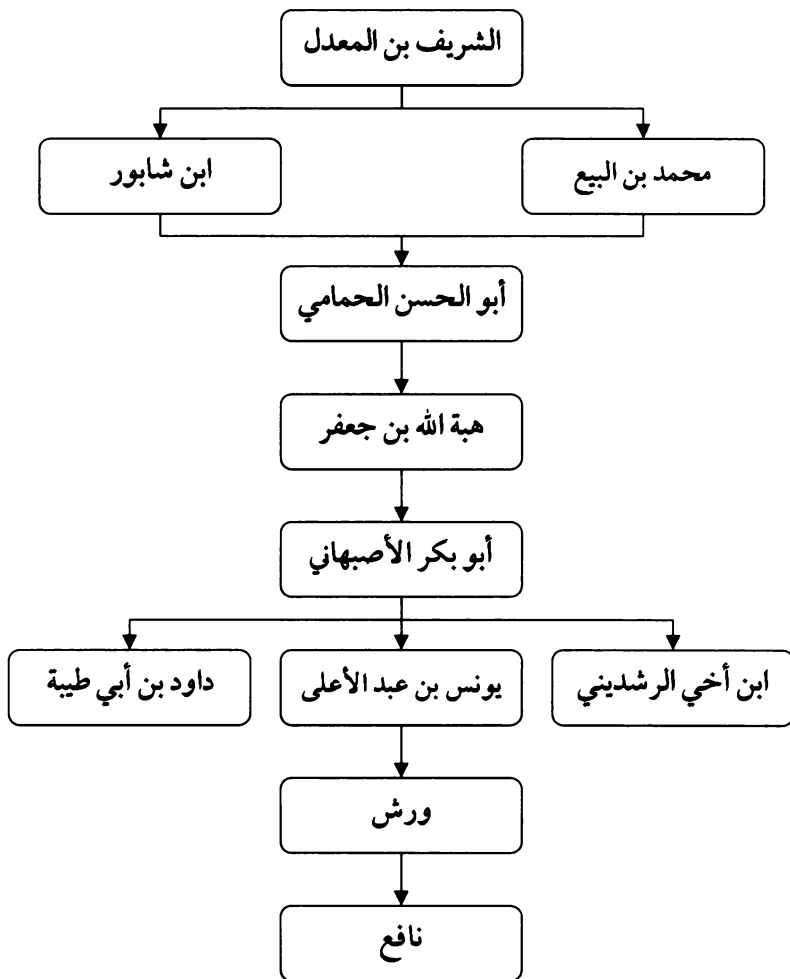 الشريف بن المعدل
محمد بن البيع
ابن شابور
أبو الحسن الحمامي
هبة الله بن جعفر
أبو بكر الأصبهاني
ابن أخي الرشديني
يونس بن عبد الأعلى
داود بن أبي طيبة
ورش
نافع